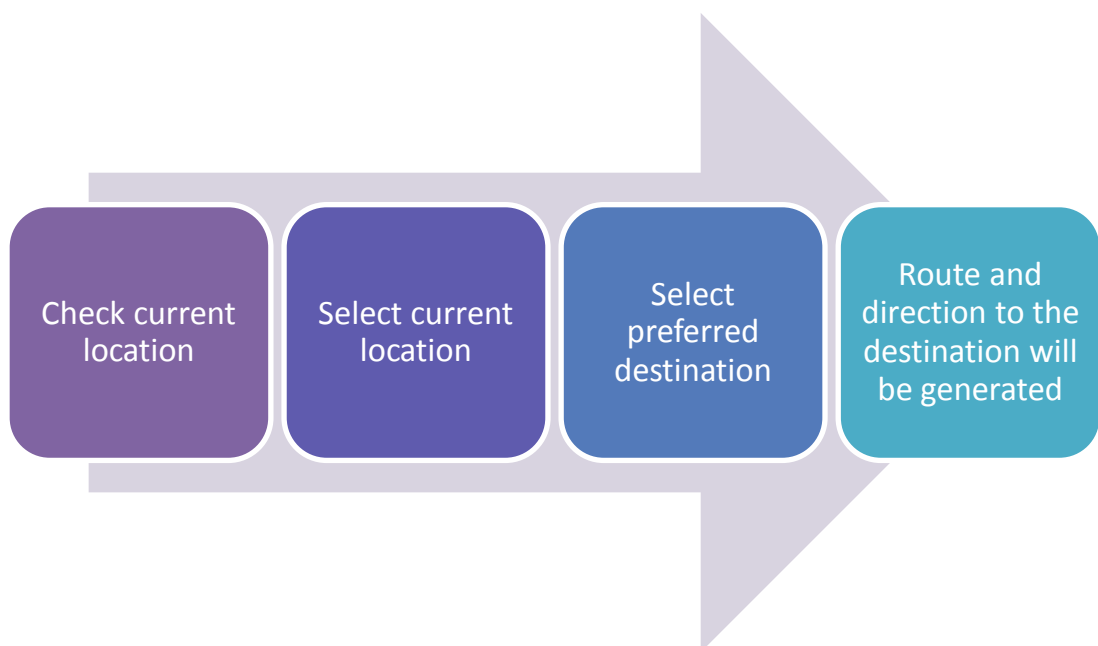 Check current
location
Select current
location
Select
preferred
destination
Route and
direction to the
destination will
be generated